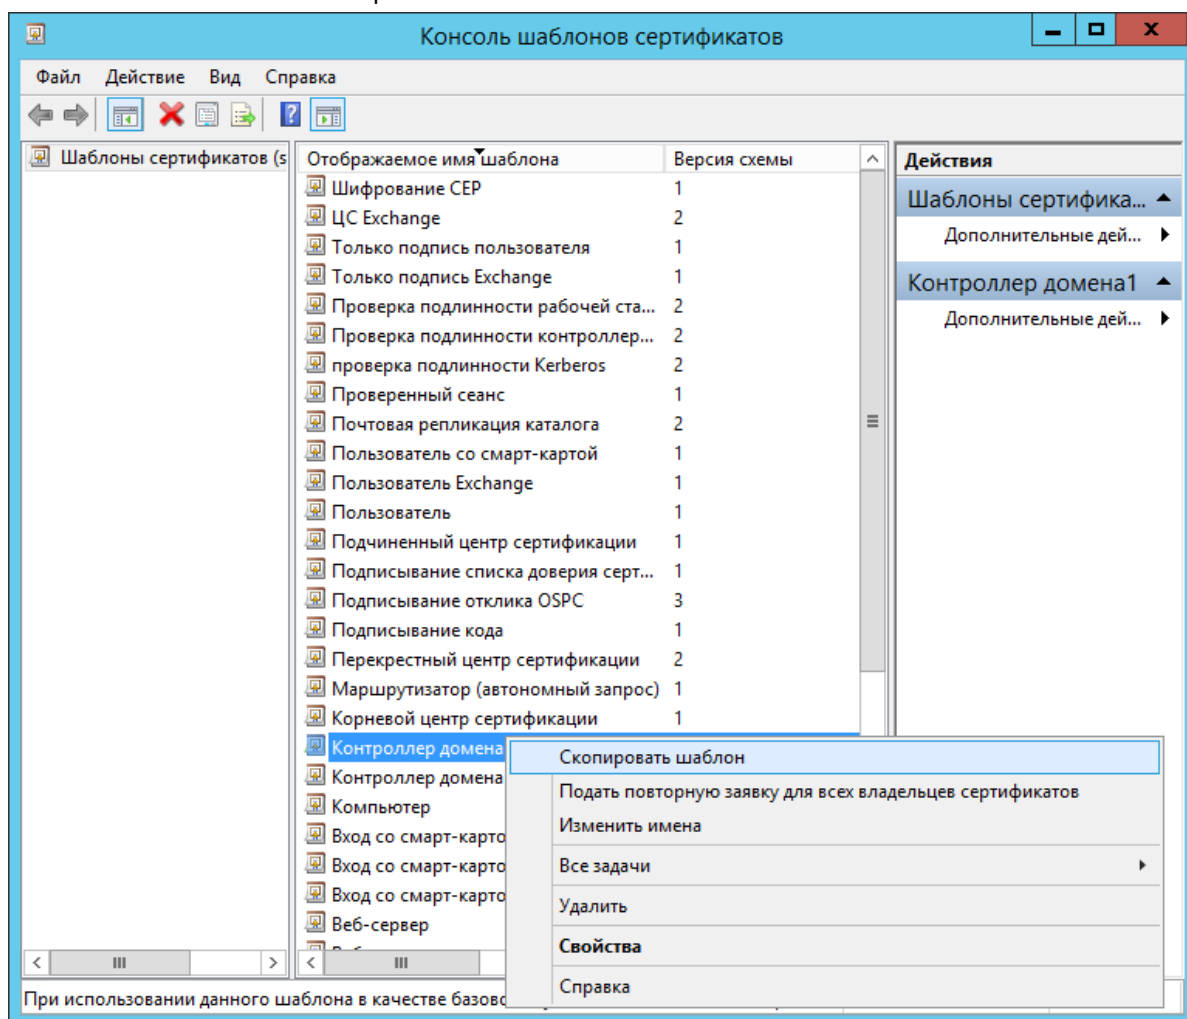 Консоль шаблонов сертификатов
Файл Действие Вид Справка
Шаблоны сертификатов (s
Отображаемое имя шаблона Версия схемы
Шифрование CEP 1
ЦС Exchange 2
Только подпись пользователя 1
Только подпись Exchange 1
Проверка подлинности рабочей ста... 2
Проверка подлинности контроллер... 2
проверка подлинности Kerberos 2
Проверенный сеанс 1
Почтовая репликация каталога 2
Пользователь со смарт-картой 1
Пользователь Exchange 1
Пользователь 1
Подчиненный центр сертификации 1
Подписывание списка доверия серт... 1
Подписывание отклика OSPC 3
Подписывание кода 1
Перекрестный центр сертификации 2
Маршрутизатор (автономный запрос) 1
Корневой центр сертификации 1
Контроллер домена
Контроллер домена
Компьютер
Вход со смарт-карто
Вход со смарт-карто
Вход со смарт-карто
Веб-сервер
Скопировать шаблон
Подать повторную заявку для всех владельцев сертификатов
Изменить имена
Все задачи
Удалить
Свойства
Справка
Действия
Шаблоны сертифика...
Дополнительные дей...
Контроллер домена1
Дополнительные дей...
При использовании данного шаблона в качестве базово